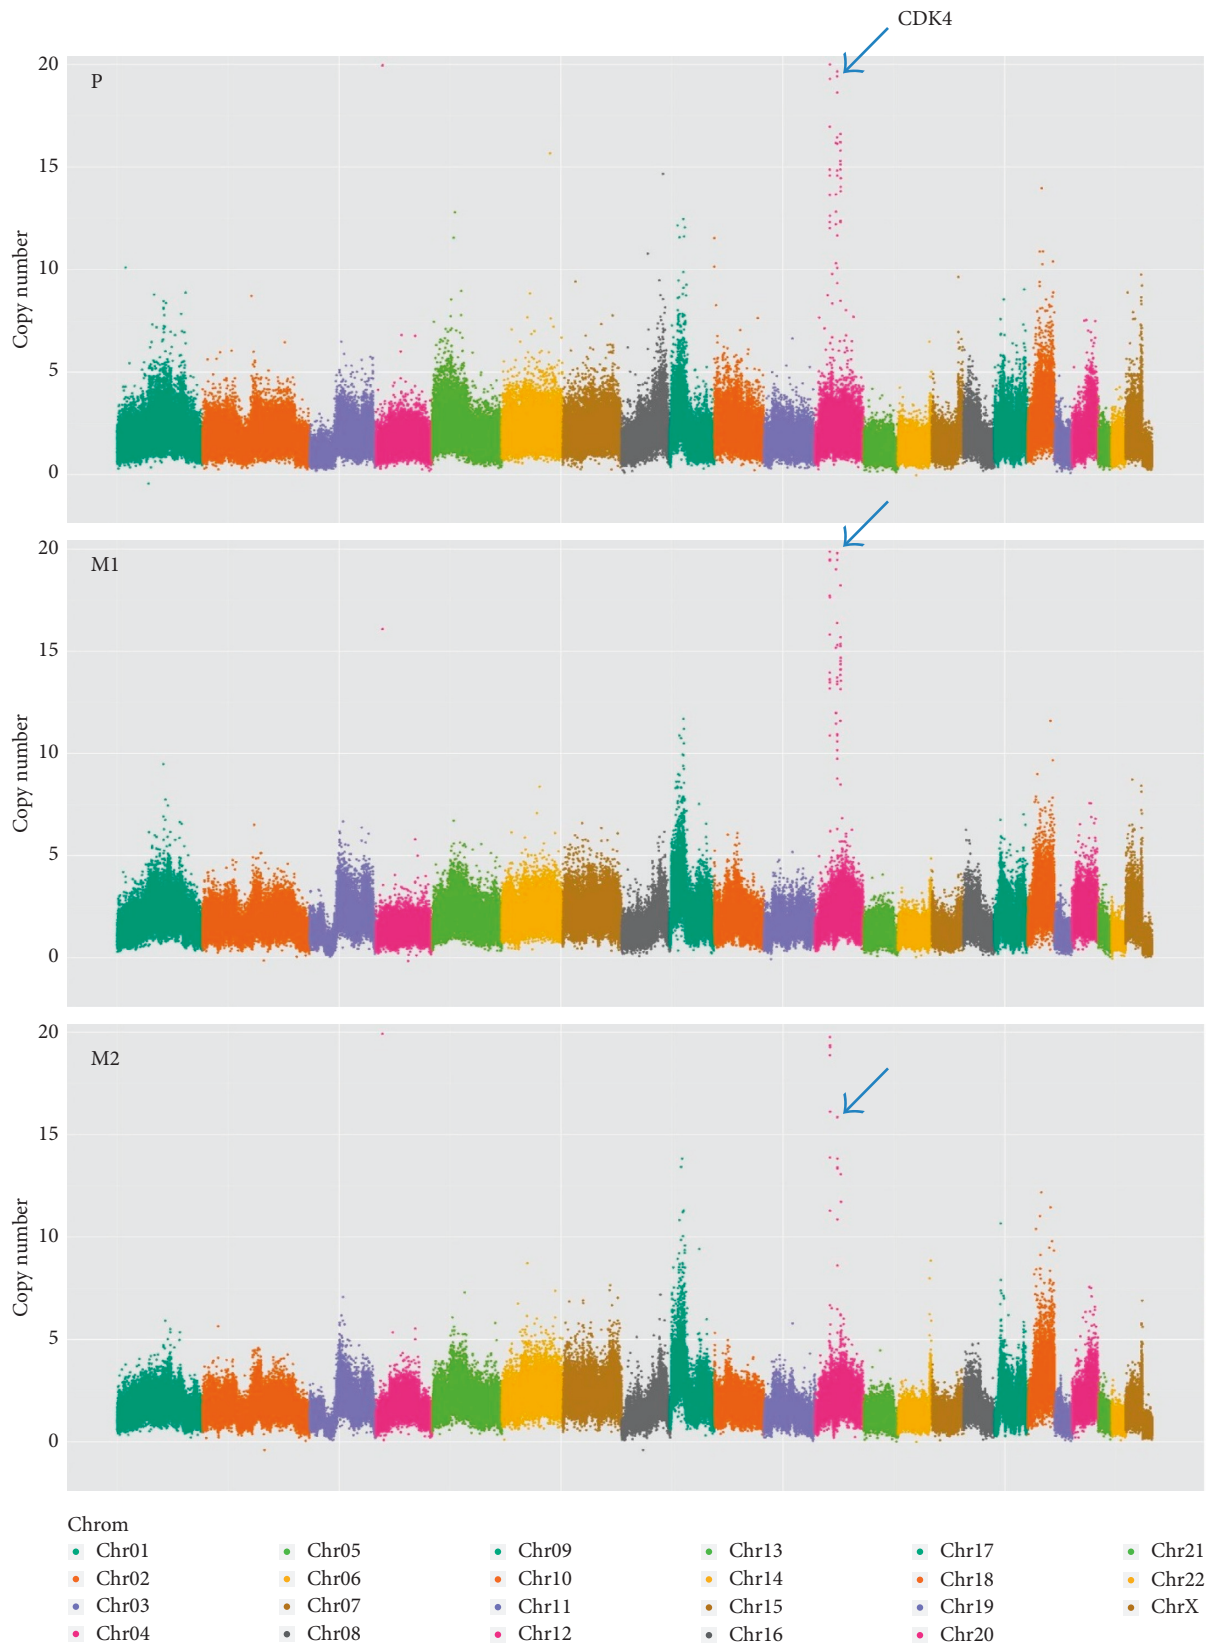 CDK4
P
20
15
10
5
0
Copy number
M1
20
15
10
5
0
Copy number
M2
20
15
10
5
0
Copy number
Chrom
Chr01 Chr05 Chr09 Chr13 Chr17 Chr21
Chr02 Chr06 Chr10 Chr14 Chr18 Chr22
Chr03 Chr07 Chr11 Chr15 Chr19 ChrX
Chr04 Chr08 Chr12 Chr16 Chr20